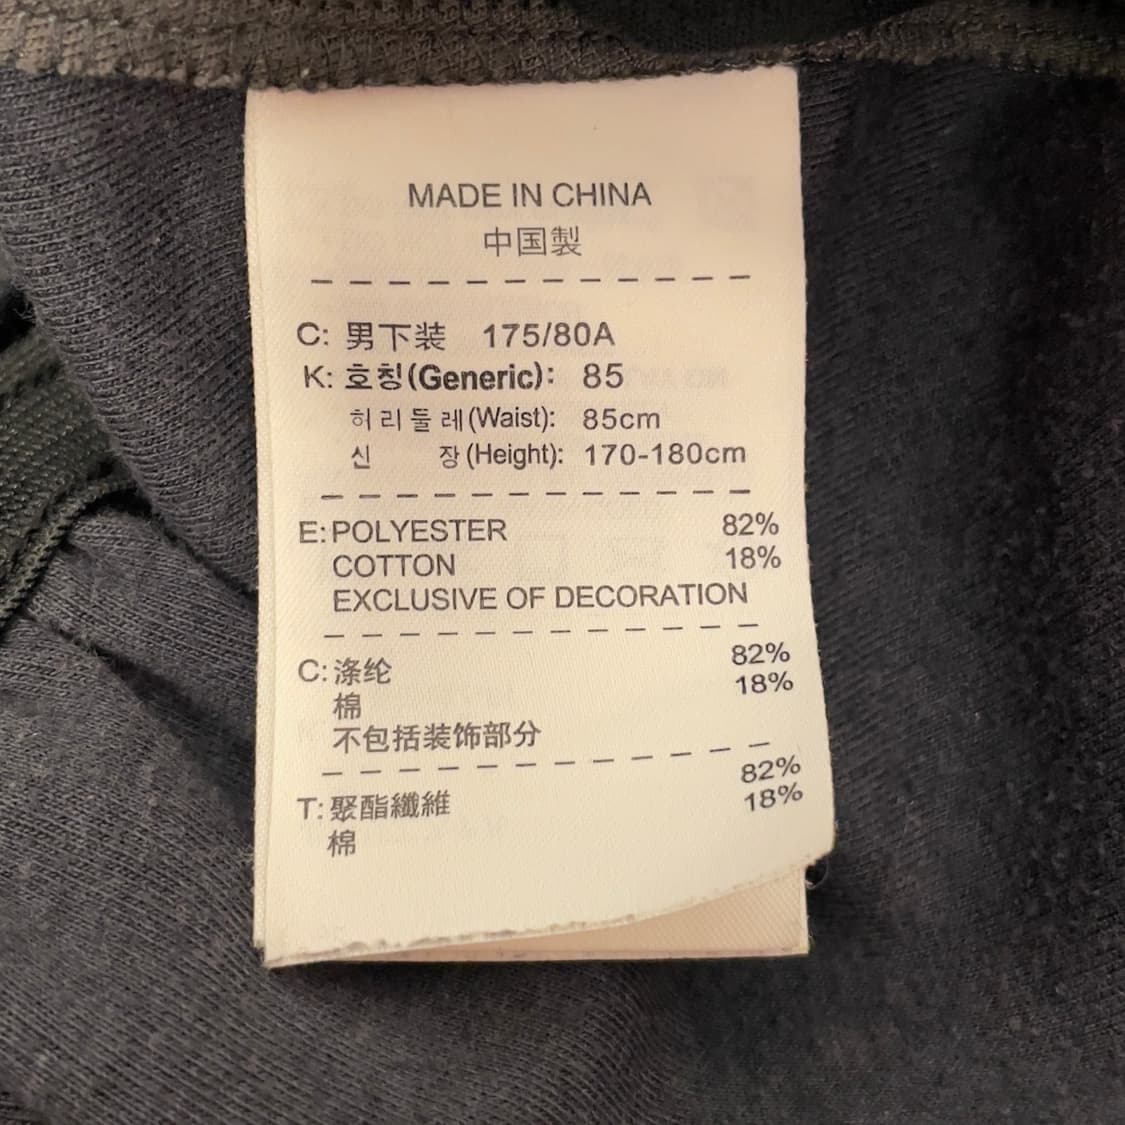 MADE IN CHINA
中国製
C: 男下装 175/80A
K: 호칭(Generic): 85
허리둘레(Waist): 85cm
신 장(Height): 170-180cm
E: POLYESTER 82%
COTTON 18%
EXCLUSIVE OF DECORATION
C: 涤纶 82%
棉 18%
不包括装饰部分
T: 聚酯纖維 82%
棉 18%